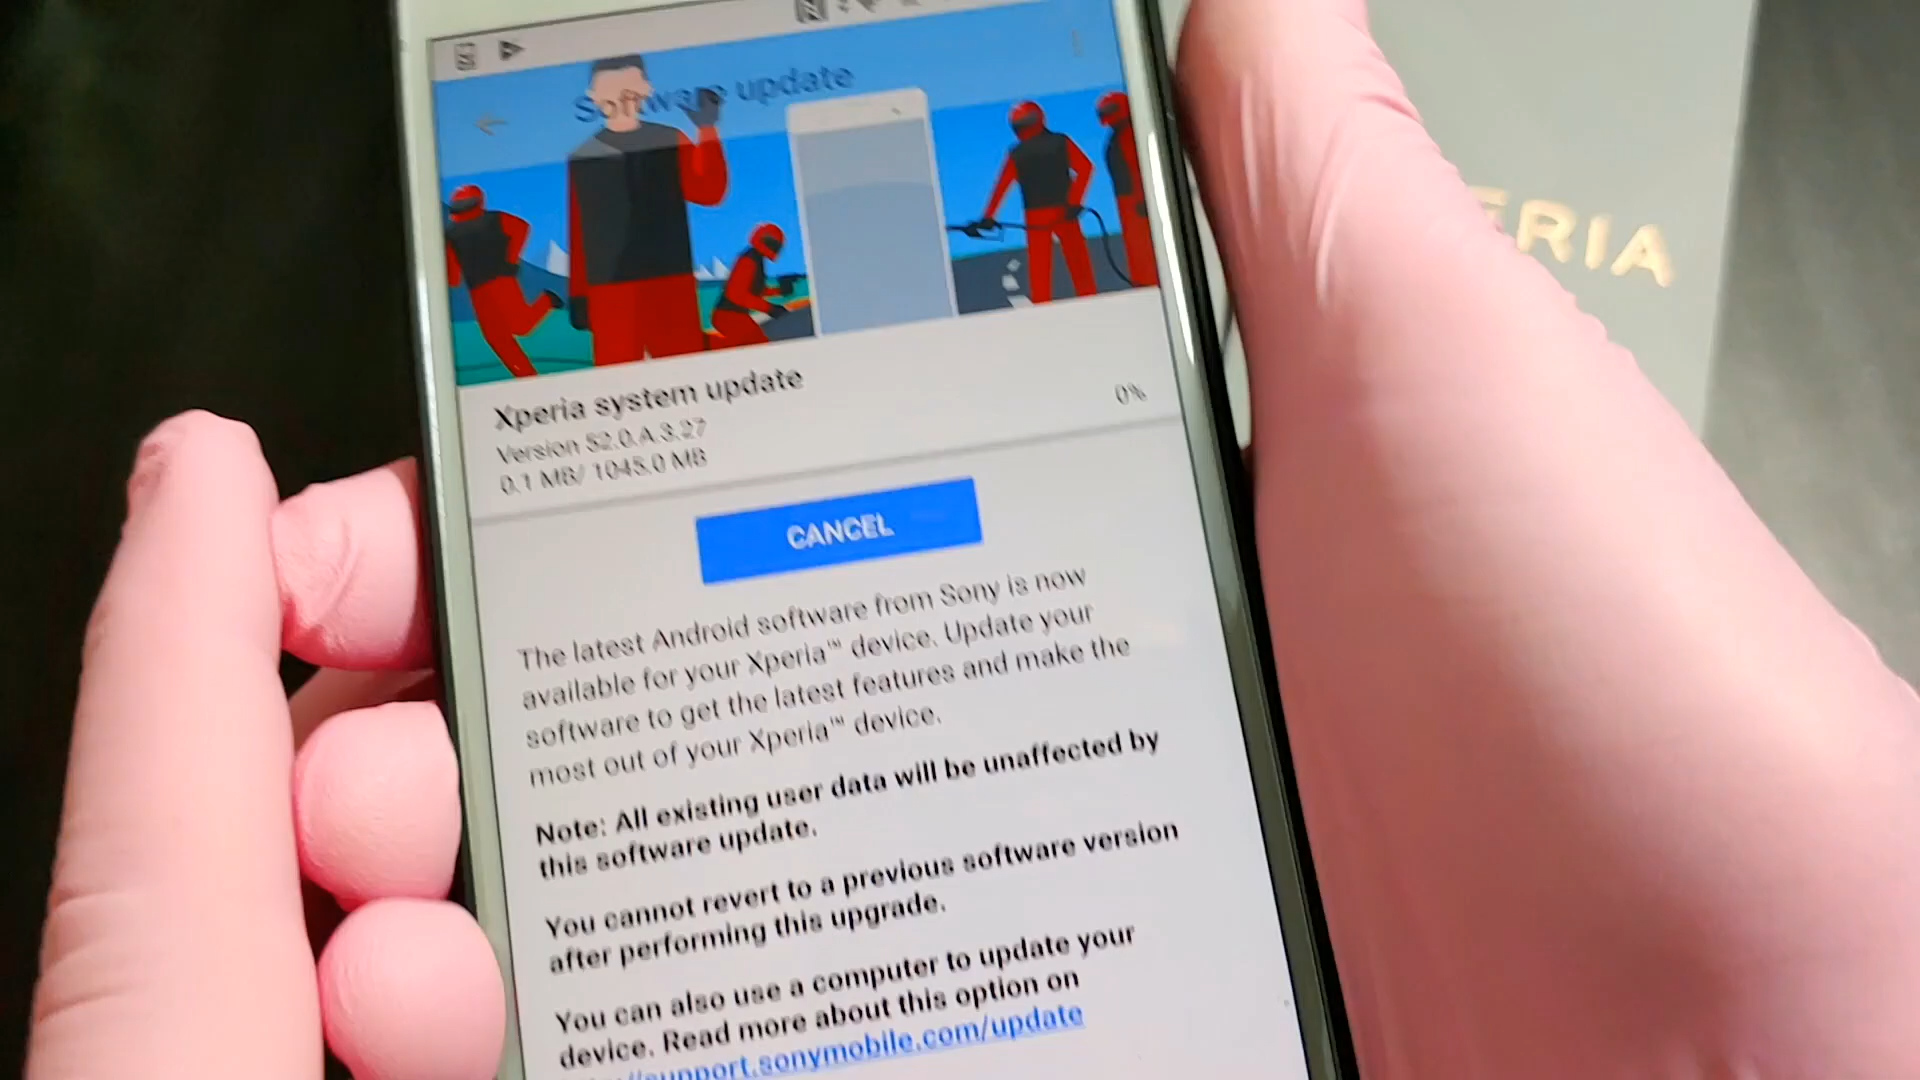 Software update
Xperia system update
0%
Version 52.0.A.3.27
0.1 MB/ 1045.0 MB
CANCEL
The latest Android software from Sony is now
available for your Xperia™ device. Update your
software to get the latest features and make the
most out of your Xperia™ device.
Note: All existing user data will be unaffected by
this software update.
You cannot revert to a previous software version
after performing this upgrade.
You can also use a computer to update your
device. Read more about this option on
support.sonymobile.com/update
ERIA